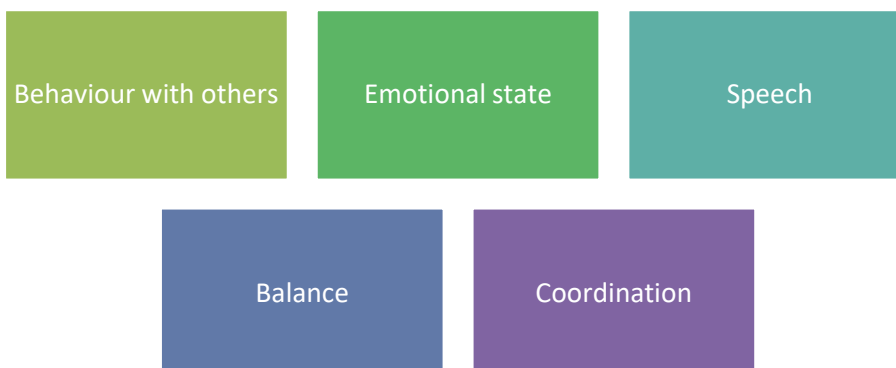 Behaviour with others
Emotional state
Speech
Balance
Coordination